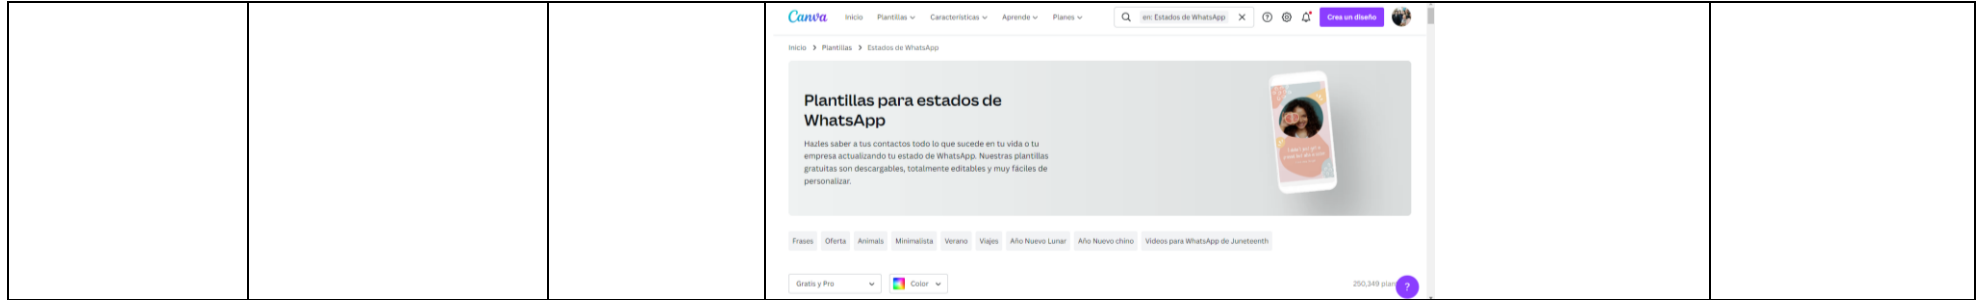 Canva Inicio Plantillas Características Aprende Planes en: Estados de WhatsApp Crea un diseño
Inicio Plantillas Estados de WhatsApp
Plantillas para estados de
WhatsApp
Hazles saber a tus contactos todo lo que sucede en tu vida o tu
empresa actualizando tu estado de WhatsApp. Nuestras plantillas
gratuitas son descargables, totalmente editables y muy fáciles de
personalizar.
Frases Oferta Animals Minimalista Verano Viajes Año Nuevo Lunar Año Nuevo chino Videos para WhatsApp de Juneteenth
Gratis y Pro Color 250,349 plan ?